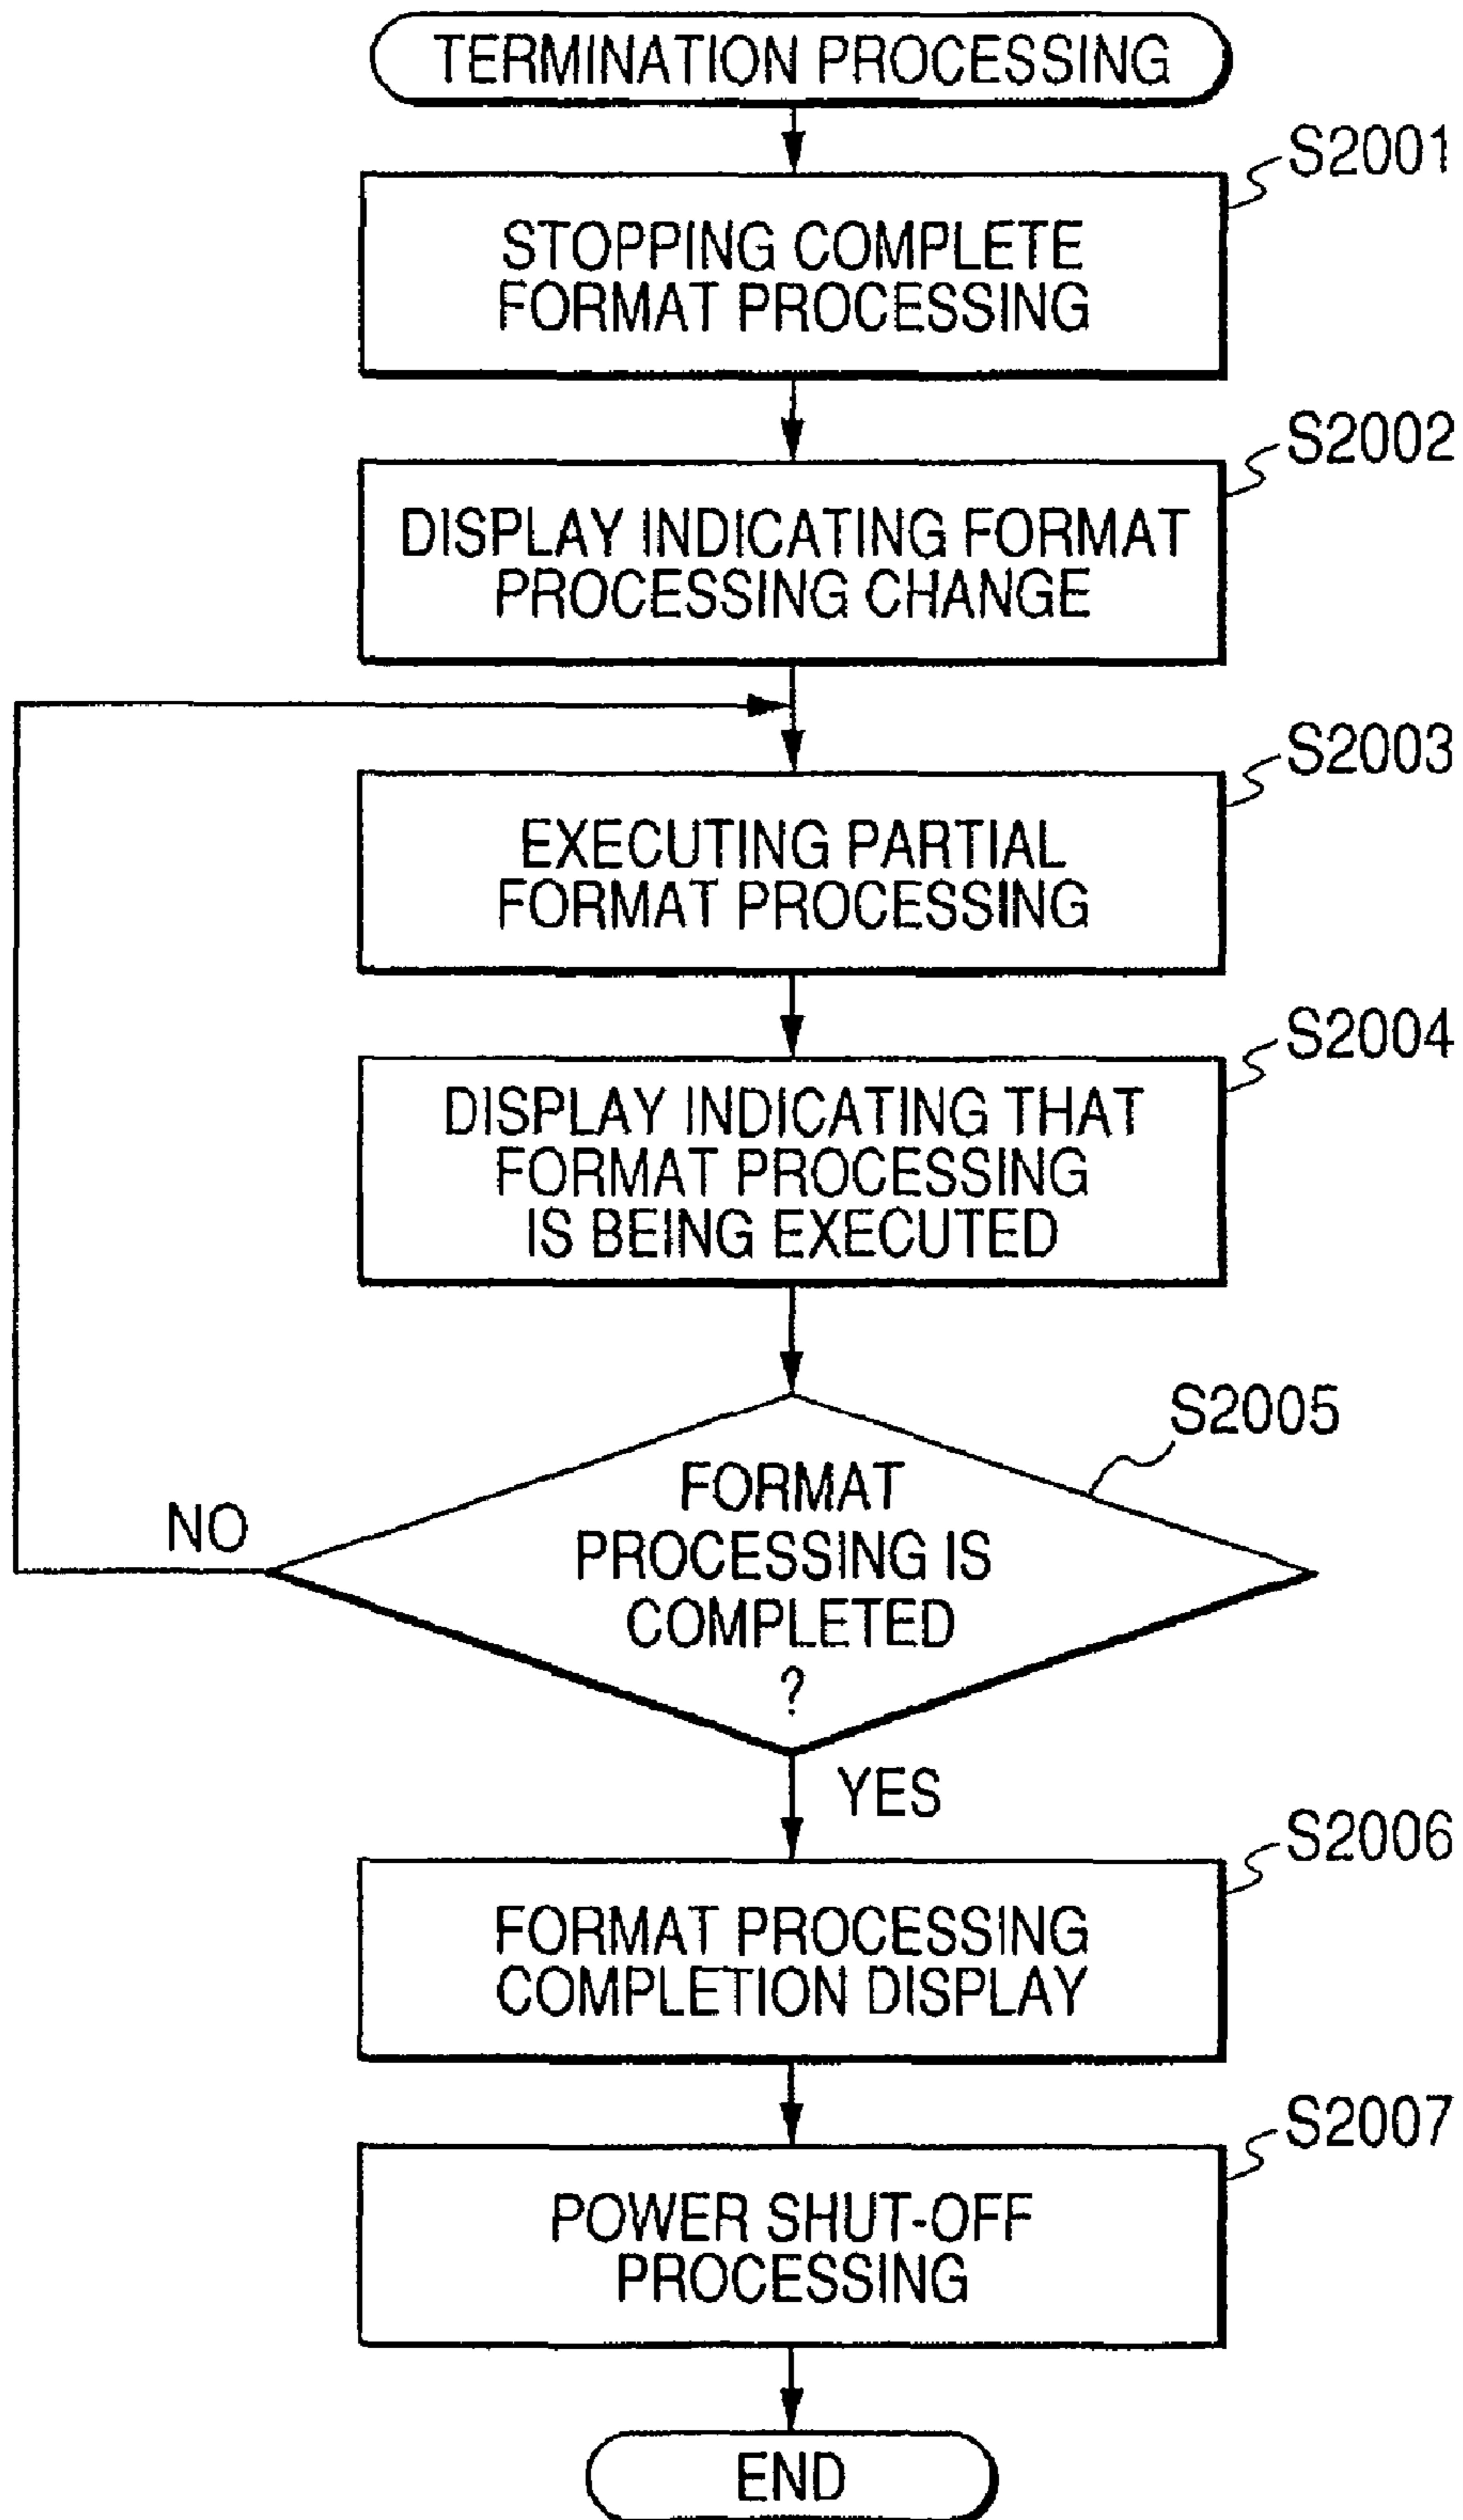 TERMINATION PROCESSING
S2001
STOPPING COMPLETE
FORMAT PROCESSING
S2002
DISPLAY INDICATING FORMAT
PROCESSING CHANGE
S2003
EXECUTING PARTIAL
FORMAT PROCESSING
S2004
DISPLAY INDICATING THAT
FORMAT PROCESSING
IS BEING EXECUTED
S2005
FORMAT
PROCESSING IS
COMPLETED
?
NO
YES
S2006
FORMAT PROCESSING
COMPLETION DISPLAY
S2007
POWER SHUT-OFF
PROCESSING
END